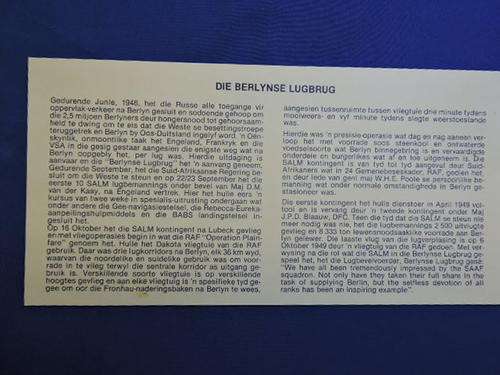 DIE BERLYNSE LUGBRUG
Gedurende Junie, 1948, het die Russe alle toegange vir
oppervlak-verkeer na Berlyn gesluit en sodoende gehoop om
die 2,5 miljoen Berlyners deur hongersnood tot gehoorsaam-
heid te dwing om te eis dat die Weste se besettingstroepe
teruggetrek en Berlyn by Oos-Duitsland ingelyf word. 'n Oën-
skynlik, onmoontlike taak het Engeland, Frankryk en die
VSA in die gesig gestaar aangesien die enigste weg wat na
Berlyn oopgebly het, per lug was. Hierdie uitdaging is
aanvaar en die "Berlynse Lugbrug" het 'n aanvang geneem.
Gedurende September, het die Suid-Afrikaanse Regering be-
sluit om die Weste te steun en op 22/23 September het die
eerste 10 SALM lugbemannings onder bevel van Maj D.M.
van der Kaay, na Engeland vertrek. Hier het hulle eers 'n
kursus van twee weke in spesialis-uitrusting ondergaan wat
onder andere die Gee-navigasiestelsel, die Rebecca-Eureka-
aanpeilingshulpmiddels en die BABS landingstelsel in-
gesluit het.
Op 16 Oktober het die SALM kontingent na Lubeck gevlieg
en met vliegoperasies begin in wat die RAF "Operation Plain-
fare" genoem het. Hulle het Dakota vliegtuie van die RAF
gebruik. Daar was drie lugkorridors na Berlyn, elk 36 km wyd,
waarvan die noordelike en suidelike gebruik was om voor-
rade in te vlieg terwyl die sentrale korridor as uitgang ge-
bruik is. Verskillende soorte vliegtuie is op verskillende
hoogtes gevlieg en aan elke vliegtuig is 'n spesifieke tyd ge-
gee om oor die Fronhau-naderingsbaken na Berlyn te wees,
aangesien tussenruimte tussen vliegtuie drie minute tydens
mooiweers- en vyf minute tydens slegte weerstoestande
was.
Hierdie was 'n presisie operasie wat dag en nag aaneen ver-
loop het met voorrade soos steenkool en ontwaterde
voedselsoorte wat Berlyn binnegebring is en vervaardigde
onderdele en burgerlikes wat af en toe uitgeneem is. Die
SALM kontingent is van tyd tot tyd aangevul deur Suid-
Afrikaners wat in 24 Generaalseskader, RAF, gedien het,
en deur lede van genl maj W.H.E. Poole se persoonlike be-
manning wat onder normale omstandighede in Berlyn ge-
stasioneer was.
Die eerste kontingent het hulle dienstoer in April 1949 vol-
tooi en is vervang deur 'n tweede kontingent onder Maj
J.P.D. Blaauw, DFC. Teen die tyd dat die SALM se steun nie
meer nodig was nie, het die lugbemannings 2 500 uitvlugte
gevlieg en 8 333 ton lewensnoodsaaklike voorrade aan Ber-
lyn gelewer. Die laaste vlug van die lugversplasing is op 6
Oktober 1949 deur 'n vliegtuig van die RAF gedoen. Met ver-
wysing na die rol wat die SALM in die Berlynse Lugbrug ge-
speel het, het die Lugbevelvoerder, Berlynse Lugbrug gesê:
"We have all been tremendously impressed by the SAAF
squadron. Not only have they taken their full share in the
task of supplying Berlin, but the selfless devotion of all
ranks has been an inspiring example".